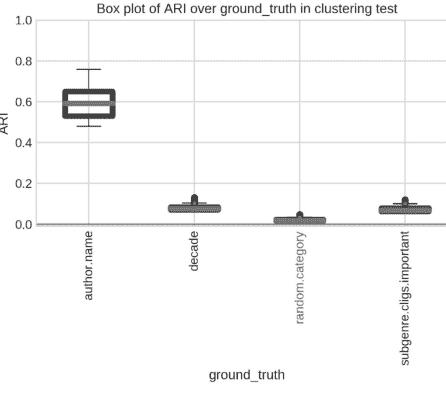 Box plot of ARI over ground_truth in clustering test
1.0
0.8
0.6
0.4
0.2
0.0
ARI
author.name
decade
random.category
subgenre.cligs.important
ground_truth